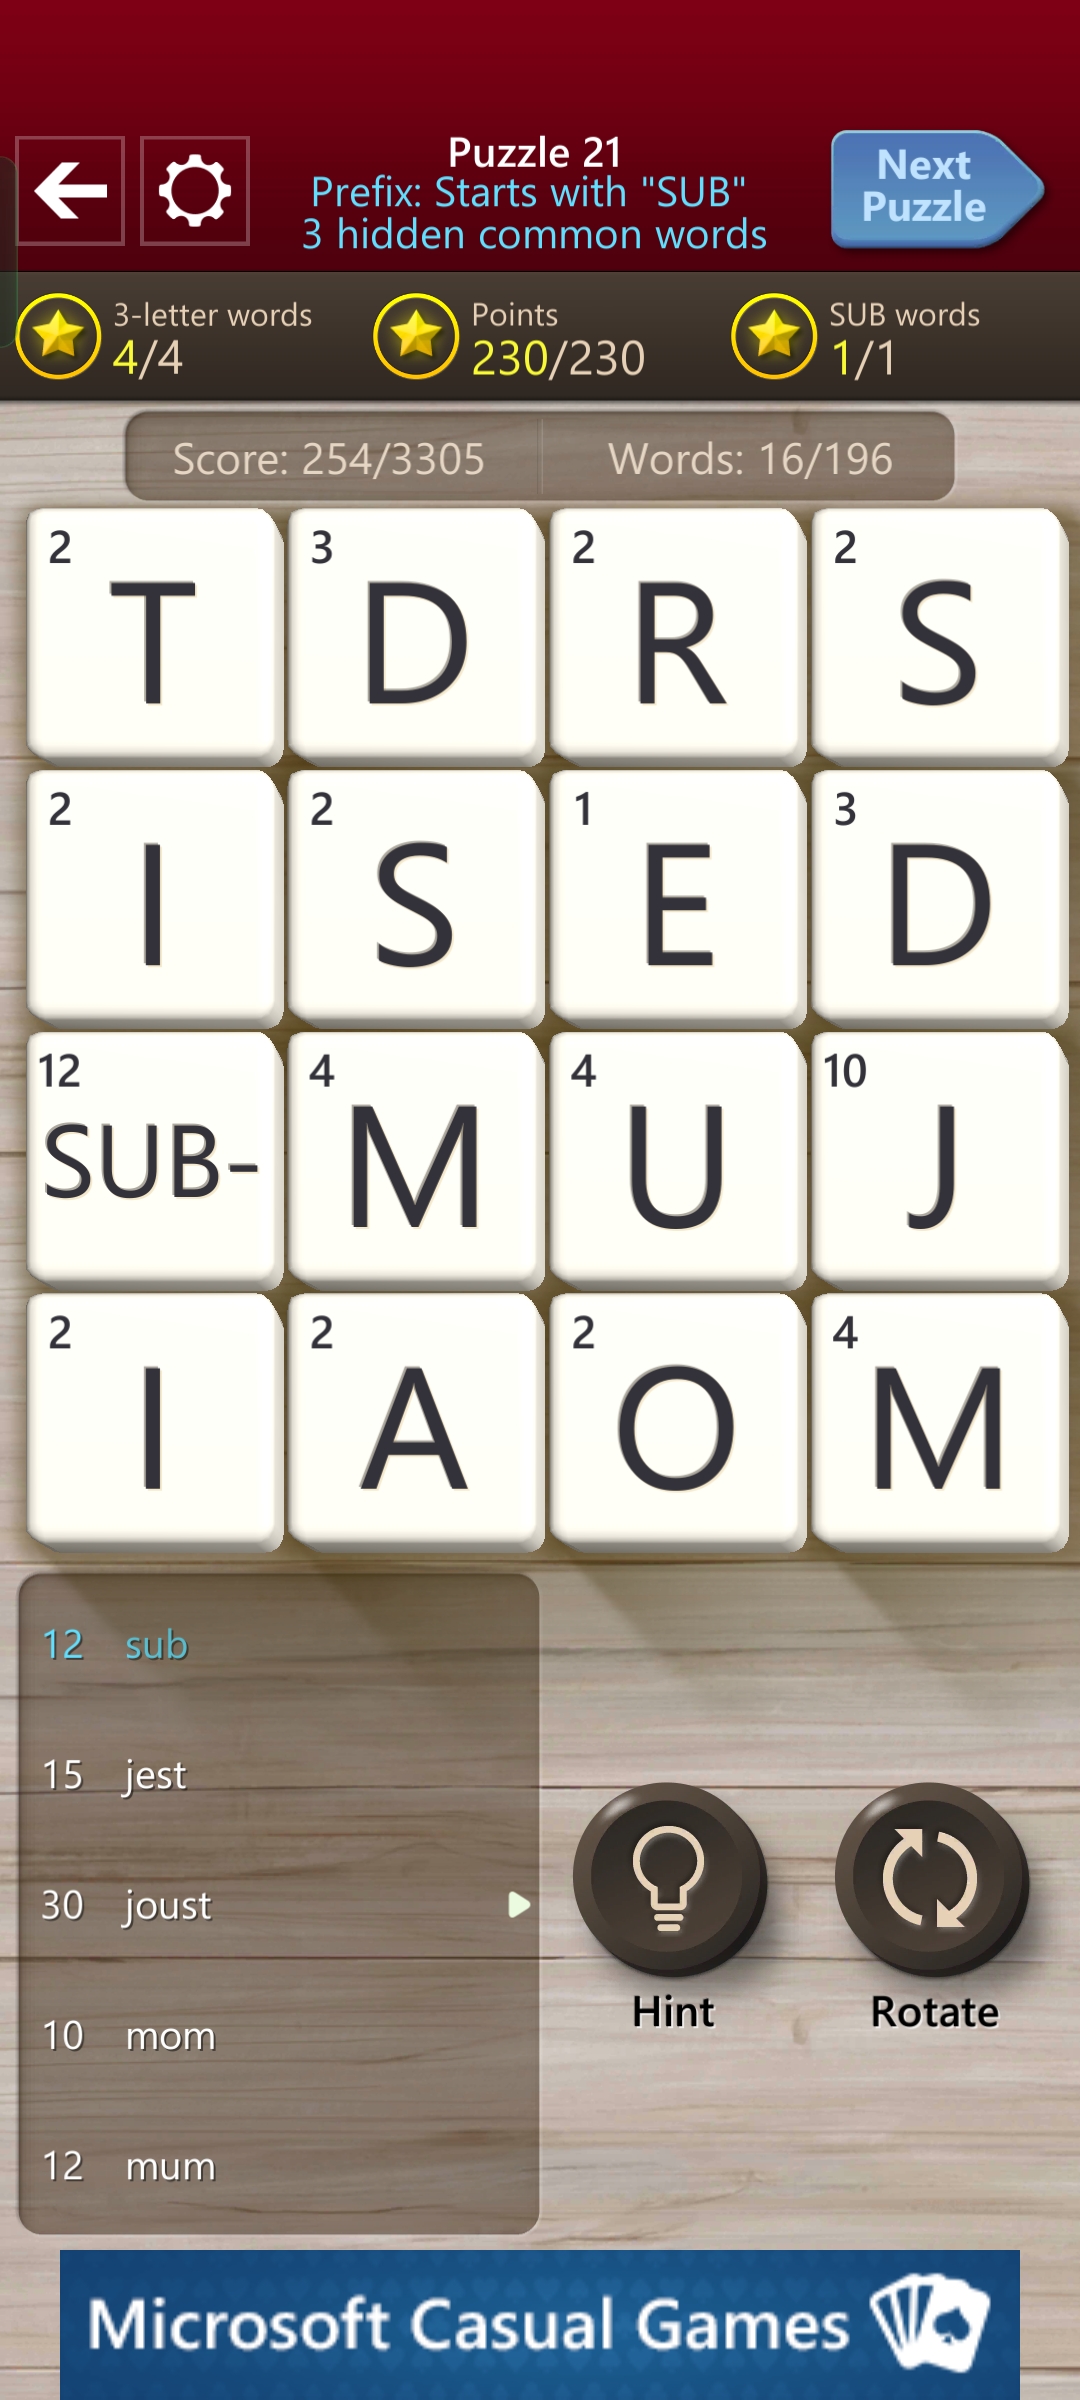 Puzzle 21
Prefix: Starts with "SUB"
3 hidden common words
Next
Puzzle
3-letter words
4/4
Points
230/230
SUB words
1/1
Score: 254/3305
Words: 16/196
2 T 3 D 2 R 2 S
2 I 2 S 1 E 3 D
12 SUB- 4 M 4 U 10 J
2 I 2 A 2 O 4 M
12 sub
15 jest
30 joust
10 mom
12 mum
Hint
Rotate
Microsoft Casual Games